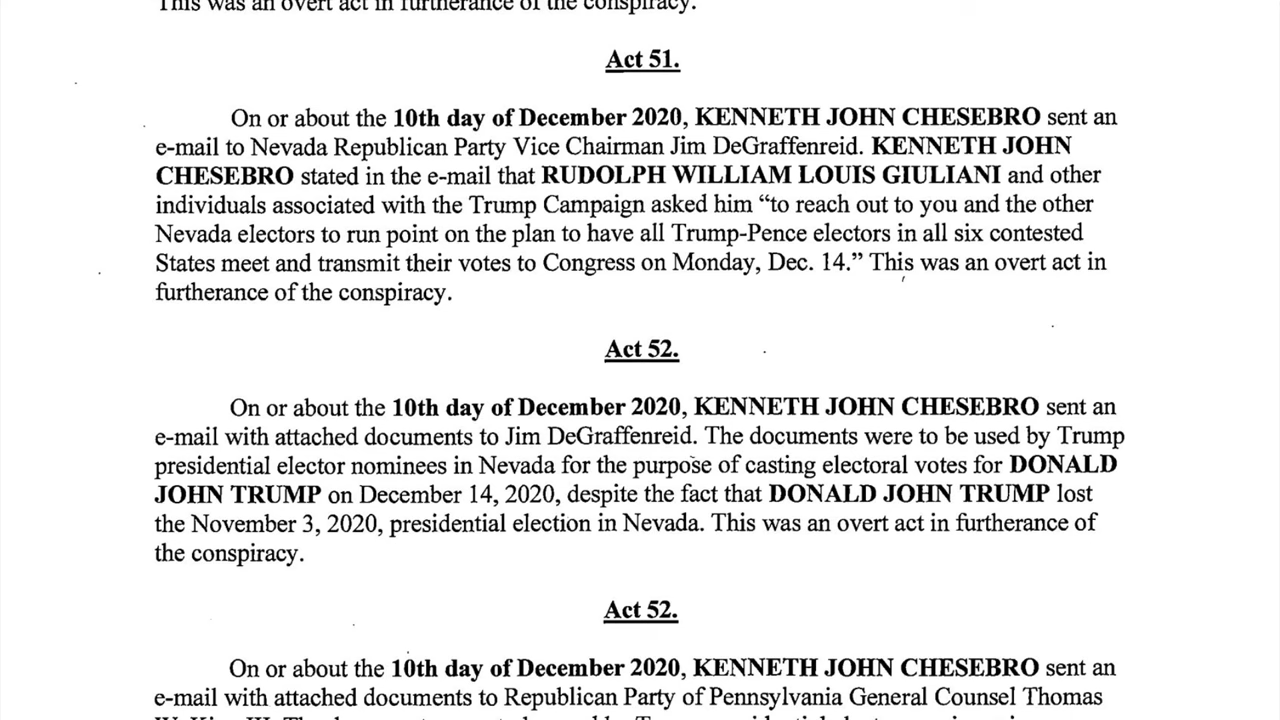 This was an overt act in furtherance of the conspiracy.
Act 51.
On or about the 10th day of December 2020, KENNETH JOHN CHESEBRO sent an
e-mail to Nevada Republican Party Vice Chairman Jim DeGraffenreid. KENNETH JOHN
CHESEBRO stated in the e-mail that RUDOLPH WILLIAM LOUIS GIULIANI and other
individuals associated with the Trump Campaign asked him “to reach out to you and the other
Nevada electors to run point on the plan to have all Trump-Pence electors in all six contested
States meet and transmit their votes to Congress on Monday, Dec. 14.” This was an overt act in
furtherance of the conspiracy.
Act 52.
On or about the 10th day of December 2020, KENNETH JOHN CHESEBRO sent an
e-mail with attached documents to Jim DeGraffenreid. The documents were to be used by Trump
presidential elector nominees in Nevada for the purpose of casting electoral votes for DONALD
JOHN TRUMP on December 14, 2020, despite the fact that DONALD JOHN TRUMP lost
the November 3, 2020, presidential election in Nevada. This was an overt act in furtherance of
the conspiracy.
Act 52.
On or about the 10th day of December 2020, KENNETH JOHN CHESEBRO sent an
e-mail with attached documents to Republican Party of Pennsylvania General Counsel Thomas